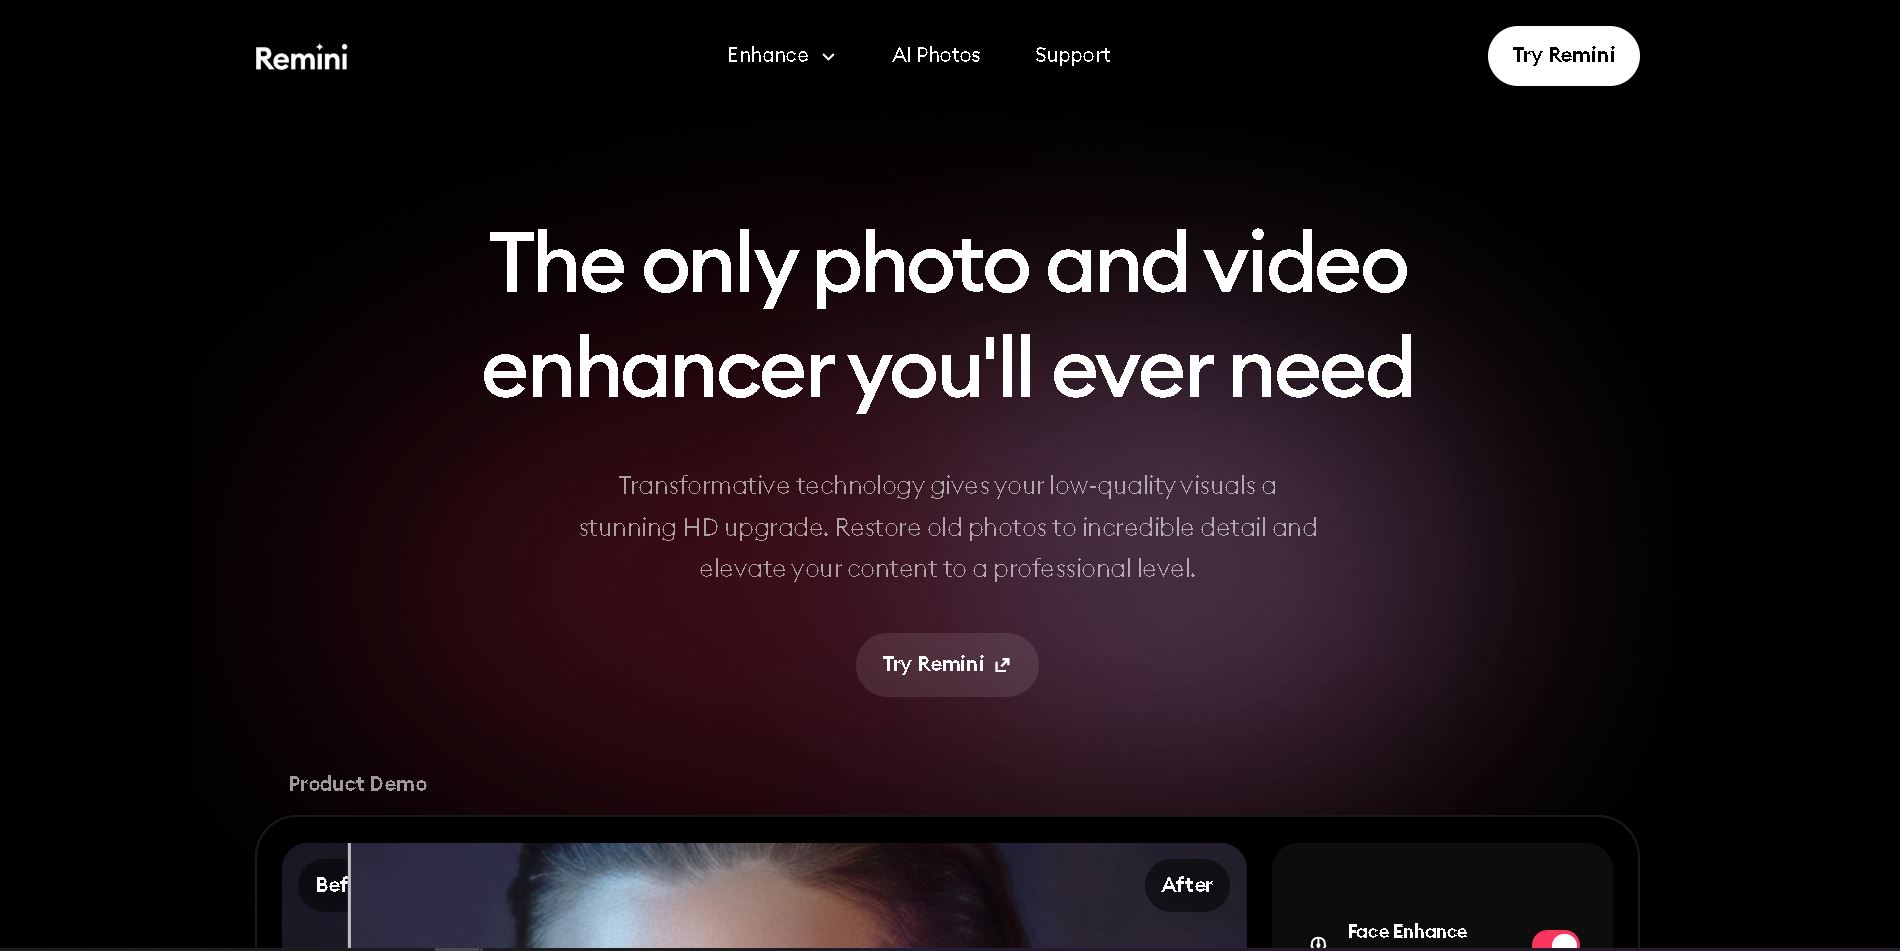 Remini
Enhance
AI Photos
Support
Try Remini
The only photo and video
enhancer you'll ever need
Transformative technology gives your low-quality visuals a
stunning HD upgrade. Restore old photos to incredible detail and
elevate your content to a professional level.
Try Remini
Product Demo
Bef
After
Face Enhance